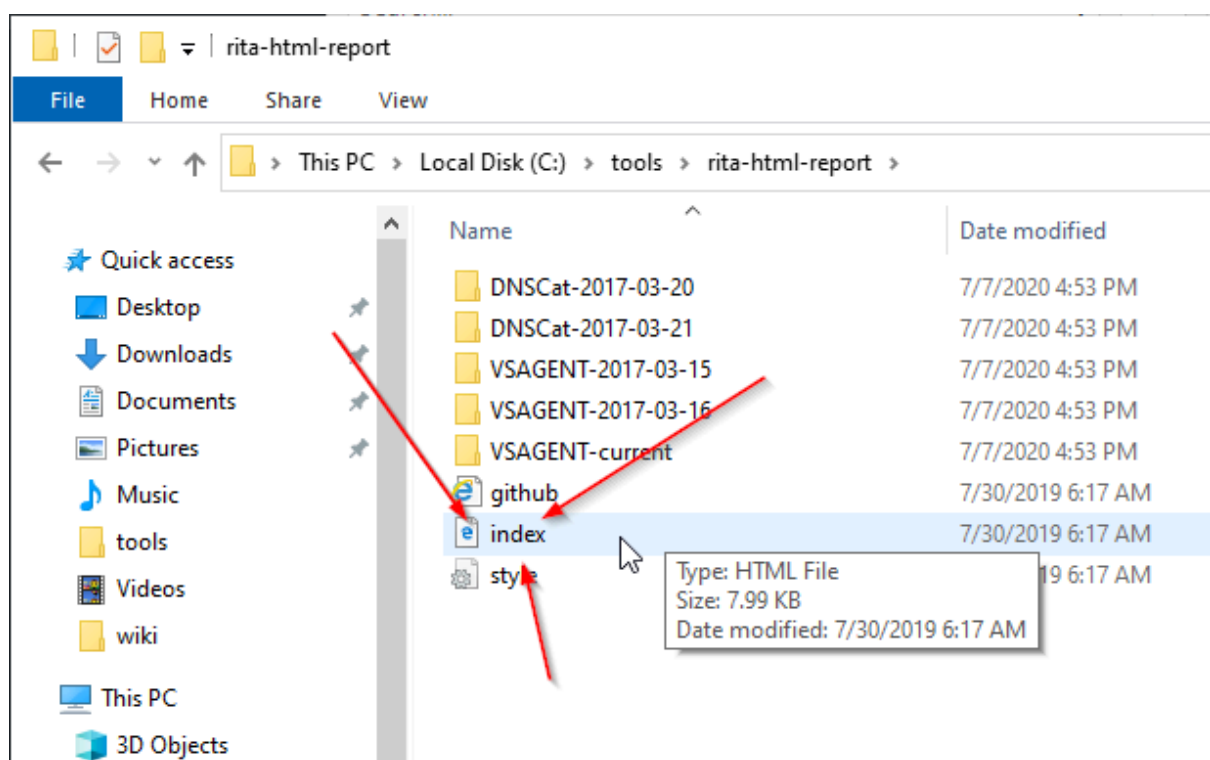 rita-html-report
File Home Share View
This PC > Local Disk (C:) > tools > rita-html-report >
Name Date modified
Quick access
Desktop
Downloads
Documents
Pictures
Music
tools
Videos
wiki
This PC
3D Objects
DNSCat-2017-03-20 7/7/2020 4:53 PM
DNSCat-2017-03-21 7/7/2020 4:53 PM
VSAGENT-2017-03-15 7/7/2020 4:53 PM
VSAGENT-2017-03-16 7/7/2020 4:53 PM
VSAGENT-current 7/7/2020 4:53 PM
github 7/30/2019 6:17 AM
index 7/30/2019 6:17 AM
style 19 6:17 AM
Type: HTML File
Size: 7.99 KB
Date modified: 7/30/2019 6:17 AM